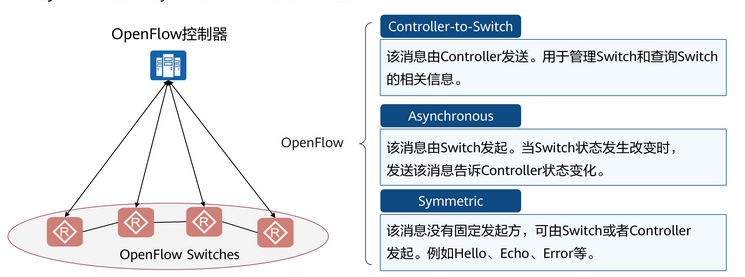 OpenFlow控制器
OpenFlow Switches
OpenFlow
Controller-to-Switch
该消息由Controller发送。用于管理Switch和查询Switch
的相关信息。
Asynchronous
该消息由Switch发起。当Switch状态发生改变时，
发送该消息告诉Controller状态变化。
Symmetric
该消息没有固定发起方，可由Switch或者Controller
发起。例如Hello、Echo、Error等。
R
R
R
R